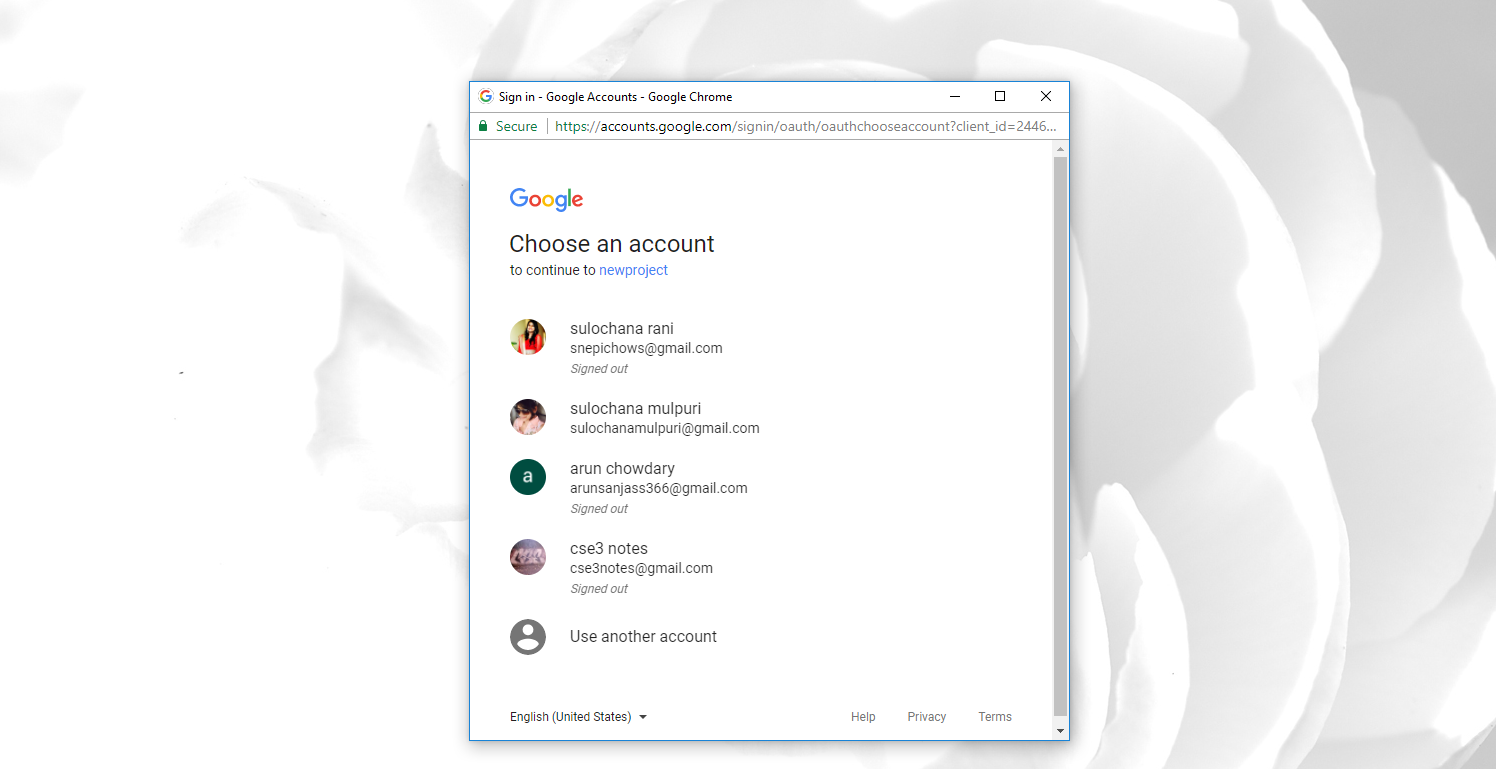 Sign in - Google Accounts - Google Chrome
Secure https://accounts.google.com/signin/oauth/oauthchooseaccount?client_id=2446...
Google
Choose an account
to continue to newproject
sulochana rani
snepichows@gmail.com
Signed out
sulochana mulpuri
sulochanamulpuri@gmail.com
a
arun chowdary
arunsanjass366@gmail.com
Signed out
cse3 notes
cse3notes@gmail.com
Signed out
Use another account
English (United States) Help Privacy Terms